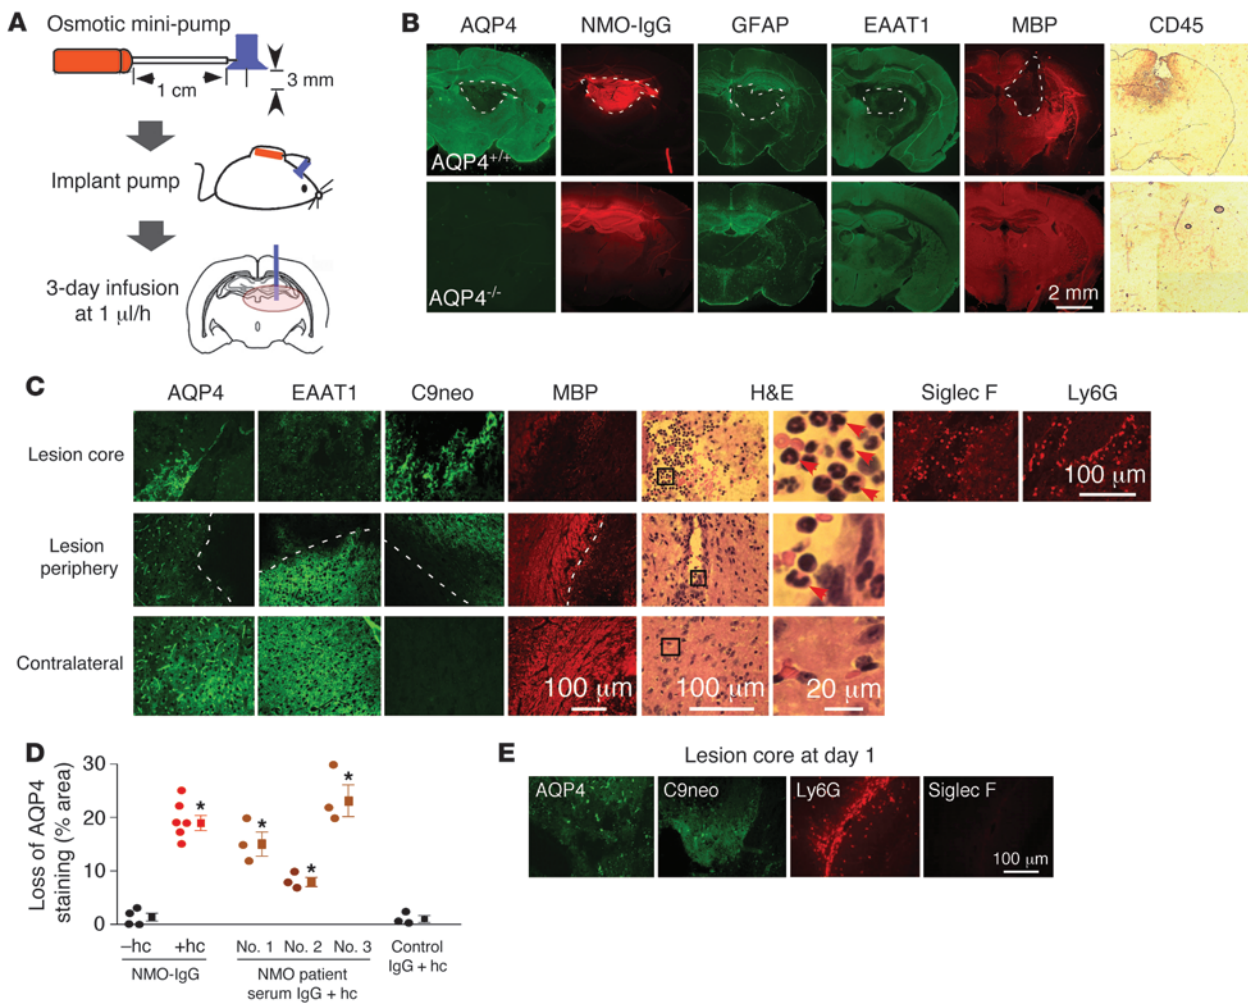 A
Osmotic mini-pump
1 cm
3 mm
Implant pump
3-day infusion
at 1 μl/h
B
AQP4 NMO-IgG GFAP EAAT1 MBP CD45
AQP4+/+
AQP4-/-
2 mm
C
AQP4 EAAT1 C9neo MBP H&E Siglec F Ly6G
Lesion core
100 μm
Lesion
periphery
Contralateral
100 μm 100 μm 20 μm
D
Loss of AQP4
staining (% area)
30
20
10
0
* * * *
–hc +hc No. 1 No. 2 No. 3 Control
IgG + hc
NMO-IgG NMO patient
serum IgG + hc
E
Lesion core at day 1
AQP4 C9neo Ly6G Siglec F
100 μm